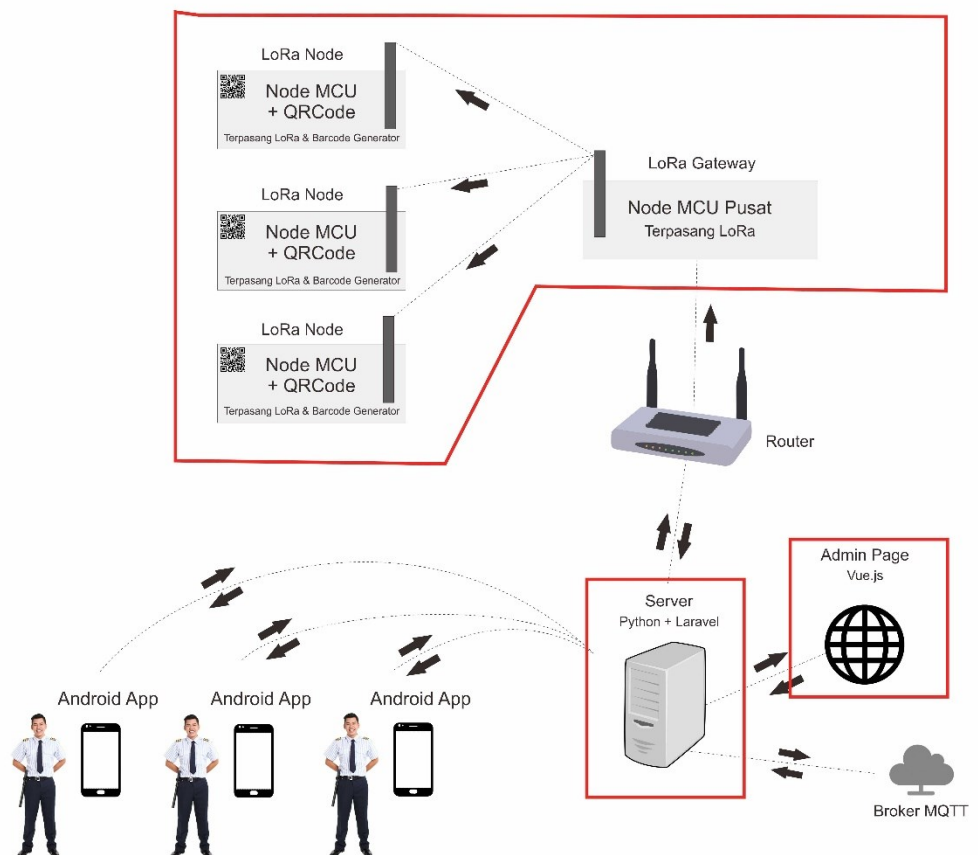 LoRa Node
Node MCU
+ QRCode
Terpasang LoRa & Barcode Generator
LoRa Node
Node MCU
+ QRCode
Terpasang LoRa & Barcode Generator
LoRa Node
Node MCU
+ QRCode
Terpasang LoRa & Barcode Generator
LoRa Gateway
Node MCU Pusat
Terpasang LoRa
Router
Admin Page
Vue.js
Server
Python + Laravel
Android App
Android App
Android App
Broker MQTT